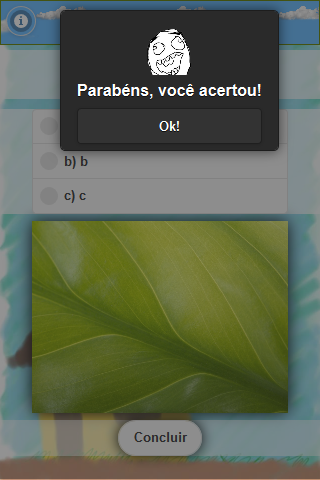 Parabéns, você acertou!
Ok!
b) b
c) c
Concluir